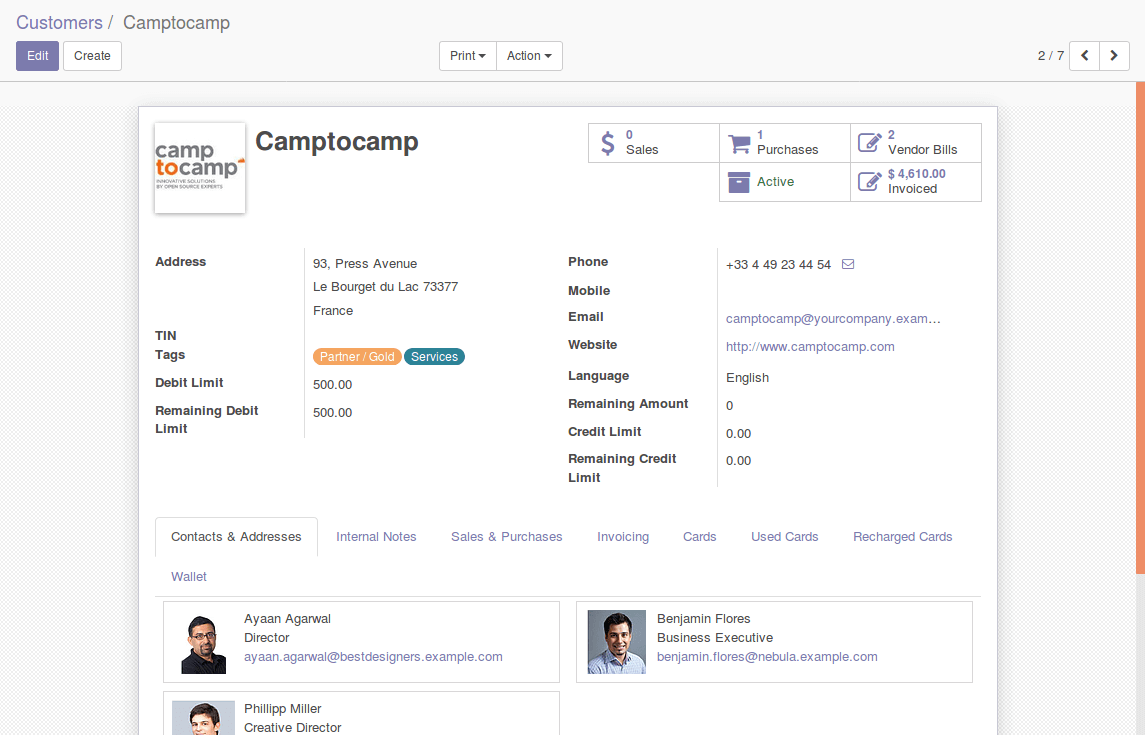 Customers / Camptocamp
Edit Create Print Action 2 / 7
camp
tocamp
INNOVATIVE SOLUTIONS
BY OPEN SOURCE EXPERTS
Camptocamp
$ 0 Sales
1 Purchases
2 Vendor Bills
Active
$ 4,610.00 Invoiced
Address
93, Press Avenue
Le Bourget du Lac 73377
France
TIN
Tags Partner / Gold Services
Debit Limit 500.00
Remaining Debit Limit 500.00
Phone +33 4 49 23 44 54
Mobile
Email camptocamp@yourcompany.exam...
Website http://www.camptocamp.com
Language English
Remaining Amount 0
Credit Limit 0.00
Remaining Credit Limit 0.00
Contacts & Addresses Internal Notes Sales & Purchases Invoicing Cards Used Cards Recharged Cards
Wallet
Ayaan Agarwal
Director
ayaan.agarwal@bestdesigners.example.com
Benjamin Flores
Business Executive
benjamin.flores@nebula.example.com
Phillipp Miller
Creative Director